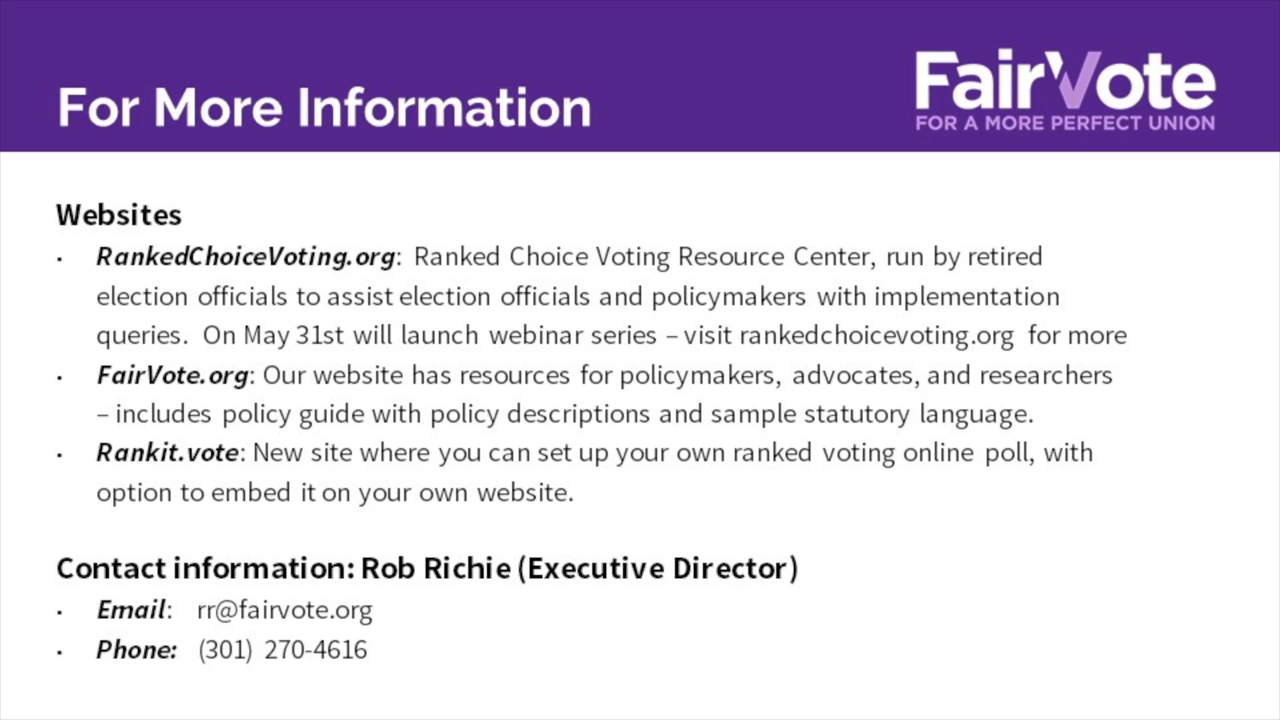 For More Information
FairVote
FOR A MORE PERFECT UNION
Websites
• RankedChoiceVoting.org: Ranked Choice Voting Resource Center, run by retired
election officials to assist election officials and policymakers with implementation
queries. On May 31st will launch webinar series – visit rankedchoicevoting.org for more
• FairVote.org: Our website has resources for policymakers, advocates, and researchers
– includes policy guide with policy descriptions and sample statutory language.
• Rankit.vote: New site where you can set up your own ranked voting online poll, with
option to embed it on your own website.
Contact information: Rob Richie (Executive Director)
• Email: rr@fairvote.org
• Phone: (301) 270-4616